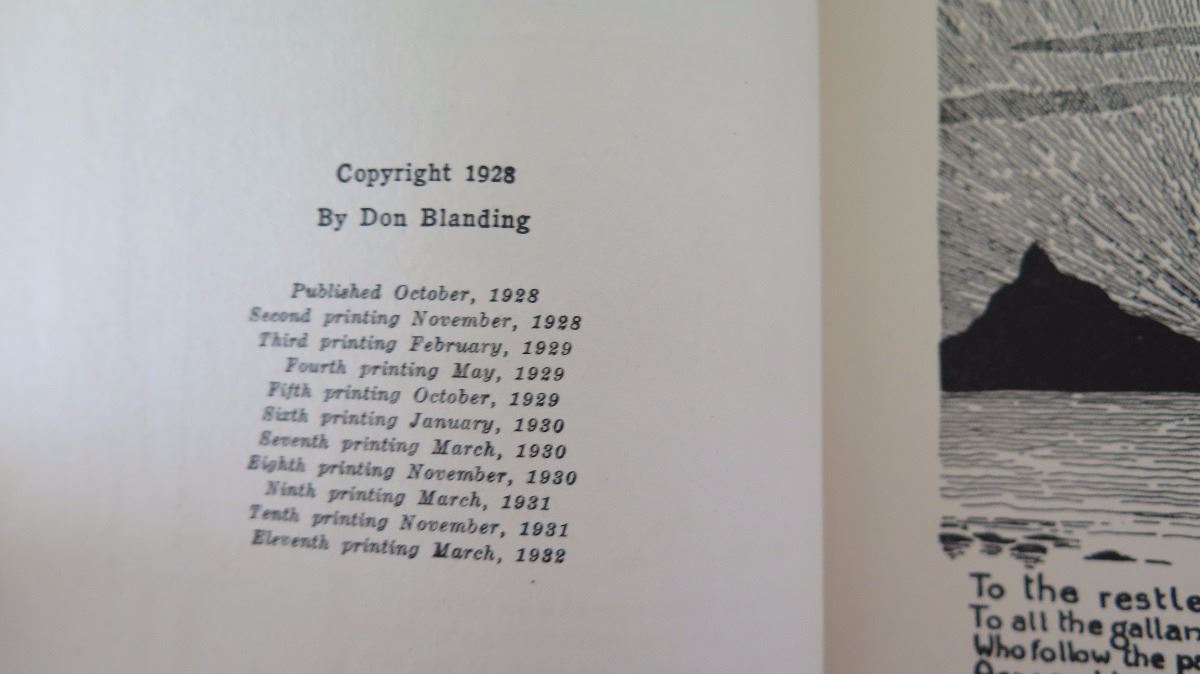 Copyright 1928
By Don Blanding
Published October, 1928
Second printing November, 1928
Third printing February, 1929
Fourth printing May, 1929
Fifth printing October, 1929
Sixth printing January, 1930
Seventh printing March, 1930
Eighth printing November, 1930
Ninth printing March, 1931
Tenth printing November, 1931
Eleventh printing March, 1932
To the restle
To all the gallan
Who follow the pa